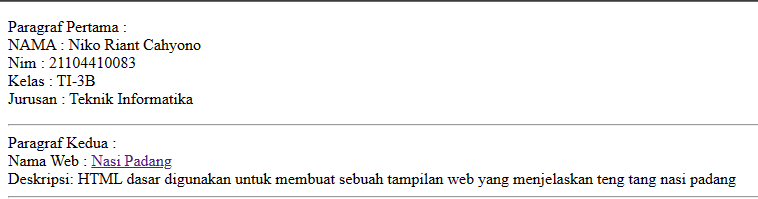 Paragraf Pertama :
NAMA : Niko Riant Cahyono
Nim : 21104410083
Kelas : TI-3B
Jurusan : Teknik Informatika
Paragraf Kedua :
Nama Web : Nasi Padang
Deskripsi: HTML dasar digunakan untuk membuat sebuah tampilan web yang menjelaskan teng tang nasi padang